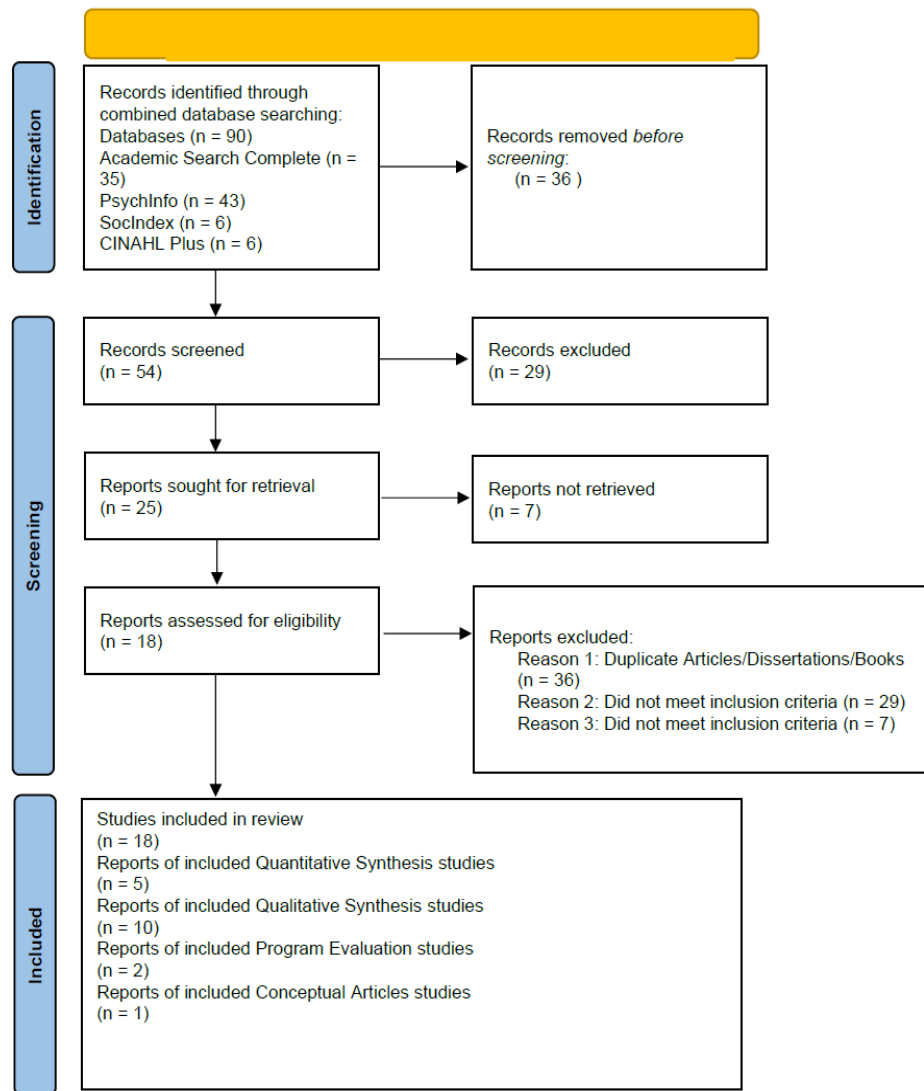 Identification
Records identified through
combined database searching:
Databases (n = 90)
Academic Search Complete (n =
35)
PsychInfo (n = 43)
SocIndex (n = 6)
CINAHL Plus (n = 6)
Records removed before
screening:
(n = 36 )
Screening
Records screened
(n = 54)
Records excluded
(n = 29)
Reports sought for retrieval
(n = 25)
Reports not retrieved
(n = 7)
Reports assessed for eligibility
(n = 18)
Reports excluded:
Reason 1: Duplicate Articles/Dissertations/Books
(n = 36)
Reason 2: Did not meet inclusion criteria (n = 29)
Reason 3: Did not meet inclusion criteria (n = 7)
Included
Studies included in review
(n = 18)
Reports of included Quantitative Synthesis studies
(n = 5)
Reports of included Qualitative Synthesis studies
(n = 10)
Reports of included Program Evaluation studies
(n = 2)
Reports of included Conceptual Articles studies
(n = 1)